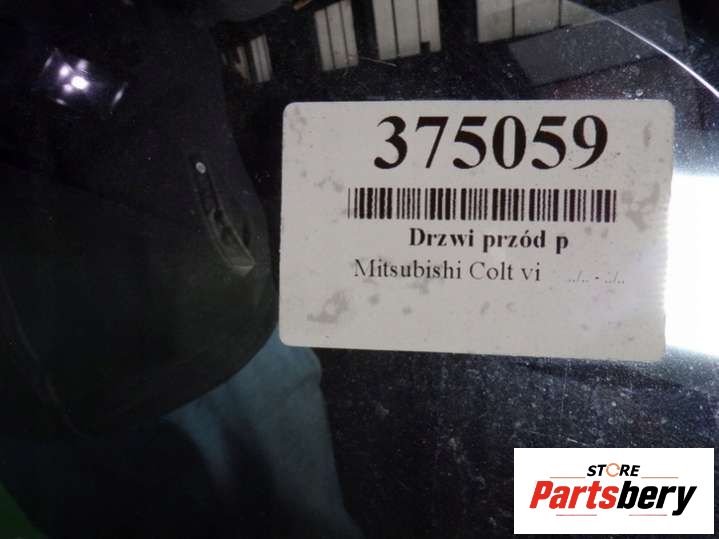 375059
Drzwi przód p
Mitsubishi Colt vi ../.. - ../..
STORE
Partsbery